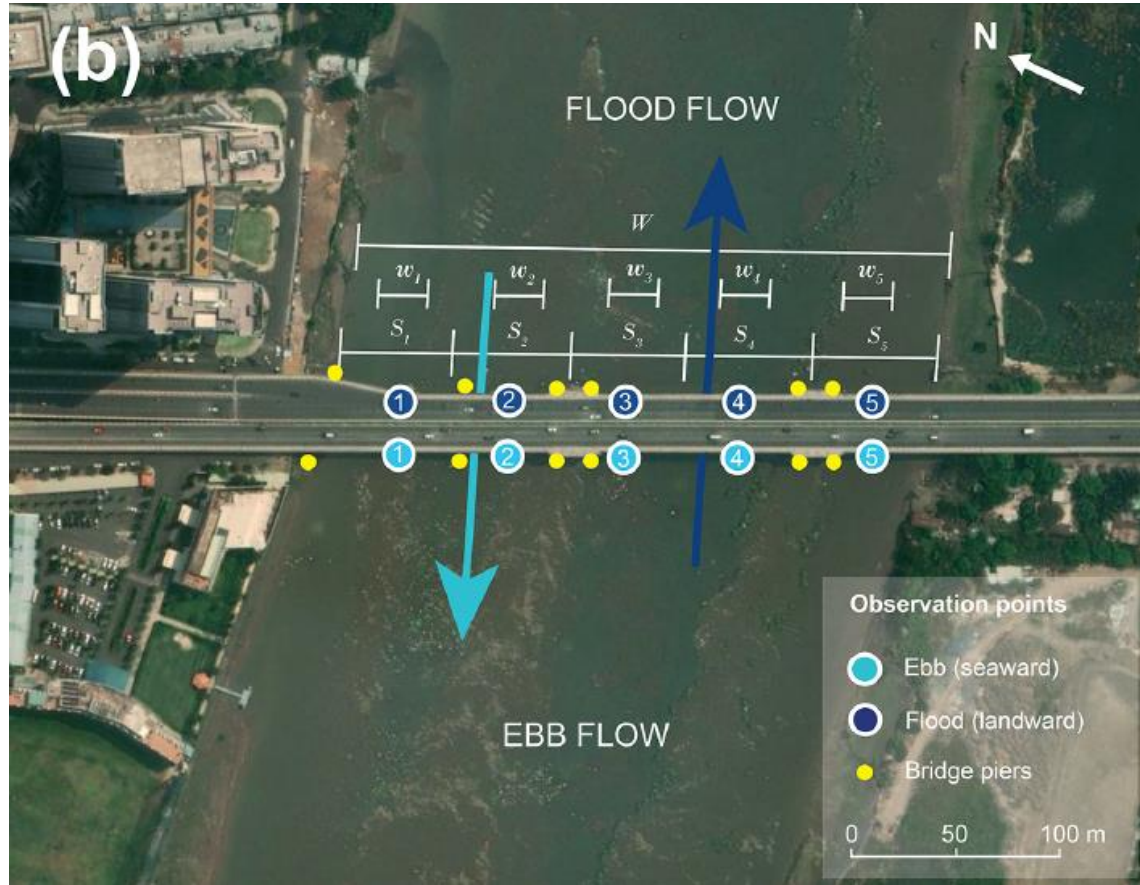 (b)
N
FLOOD FLOW
W
w₁ w₂ w₃ w₄ w₅
S₁ S₂ S₃ S₄ S₅
1 2 3 4 5
1 2 3 4 5
EBB FLOW
Observation points
Ebb (seaward)
Flood (landward)
Bridge piers
0 50 100 m